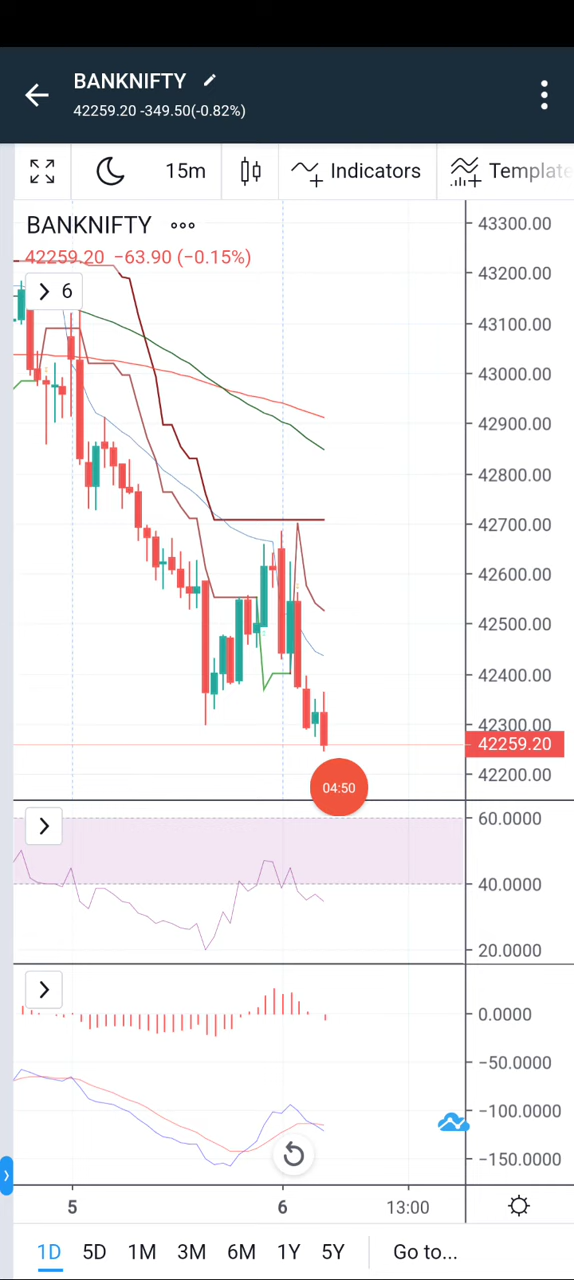 BANKNIFTY
42259.20 -349.50(-0.82%)
15m
Indicators
Template
BANKNIFTY
42259.20 −63.90 (−0.15%)
6
43300.00
43200.00
43100.00
43000.00
42900.00
42800.00
42700.00
42600.00
42500.00
42400.00
42300.00
42259.20
42200.00
04:50
60.0000
40.0000
20.0000
0.0000
−50.0000
−100.0000
−150.0000
5 6 13:00
1D 5D 1M 3M 6M 1Y 5Y Go to...